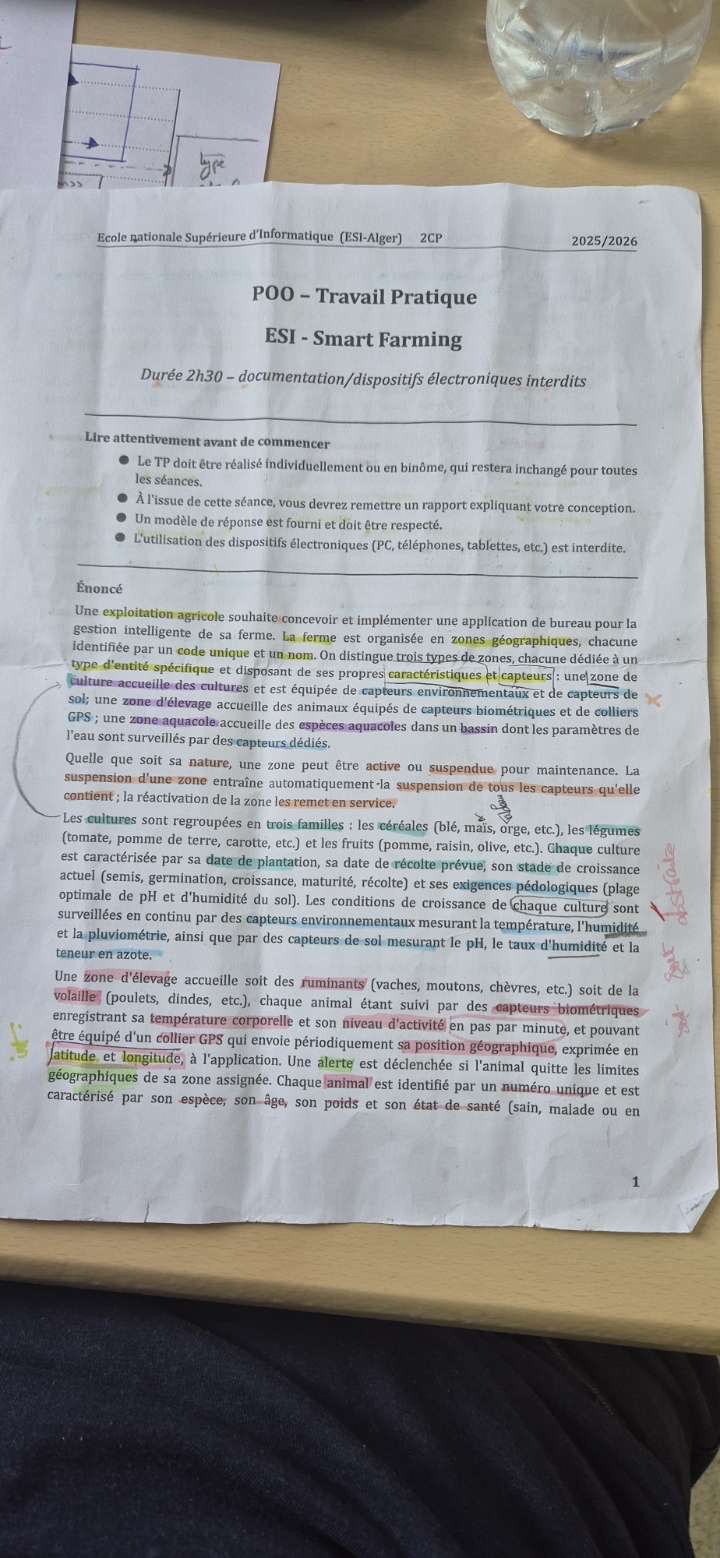 type
Ecole nationale Supérieure d'Informatique (ESI-Alger) 2CP 2025/2026
POO – Travail Pratique
ESI - Smart Farming
Durée 2h30 – documentation/dispositifs électroniques interdits
Lire attentivement avant de commencer
● Le TP doit être réalisé individuellement ou en binôme, qui restera inchangé pour toutes
les séances.
● À l'issue de cette séance, vous devrez remettre un rapport expliquant votre conception.
● Un modèle de réponse est fourni et doit être respecté.
● L'utilisation des dispositifs électroniques (PC, téléphones, tablettes, etc.) est interdite.
Énoncé
Une exploitation agricole souhaite concevoir et implémenter une application de bureau pour la
gestion intelligente de sa ferme. La ferme est organisée en zones géographiques, chacune
identifiée par un code unique et un nom. On distingue trois types de zones, chacune dédiée à un
type d'entité spécifique et disposant de ses propres caractéristiques et capteurs : une zone de
culture accueille des cultures et est équipée de capteurs environnementaux et de capteurs de
sol; une zone d'élevage accueille des animaux équipés de capteurs biométriques et de colliers
GPS ; une zone aquacole accueille des espèces aquacoles dans un bassin dont les paramètres de
l'eau sont surveillés par des capteurs dédiés.
Quelle que soit sa nature, une zone peut être active ou suspendue pour maintenance. La
suspension d'une zone entraîne automatiquement la suspension de tous les capteurs qu'elle
contient ; la réactivation de la zone les remet en service.
Les cultures sont regroupées en trois familles : les céréales (blé, maïs, orge, etc.), les légumes
(tomate, pomme de terre, carotte, etc.) et les fruits (pomme, raisin, olive, etc.). Chaque culture
est caractérisée par sa date de plantation, sa date de récolte prévue, son stade de croissance
actuel (semis, germination, croissance, maturité, récolte) et ses exigences pédologiques (plage
optimale de pH et d'humidité du sol). Les conditions de croissance de chaque culture sont
surveillées en continu par des capteurs environnementaux mesurant la température, l'humidité
et la pluviométrie, ainsi que par des capteurs de sol mesurant le pH, le taux d'humidité et la
teneur en azote.
abstraite
Une zone d'élevage accueille soit des ruminants (vaches, moutons, chèvres, etc.) soit de la
volaille (poulets, dindes, etc.), chaque animal étant suivi par des capteurs biométriques
enregistrant sa température corporelle et son niveau d'activité en pas par minute, et pouvant
être équipé d'un collier GPS qui envoie périodiquement sa position géographique, exprimée en
latitude et longitude, à l'application. Une alerte est déclenchée si l'animal quitte les limites
géographiques de sa zone assignée. Chaque animal est identifié par un numéro unique et est
caractérisé par son espèce, son âge, son poids et son état de santé (sain, malade ou en
1